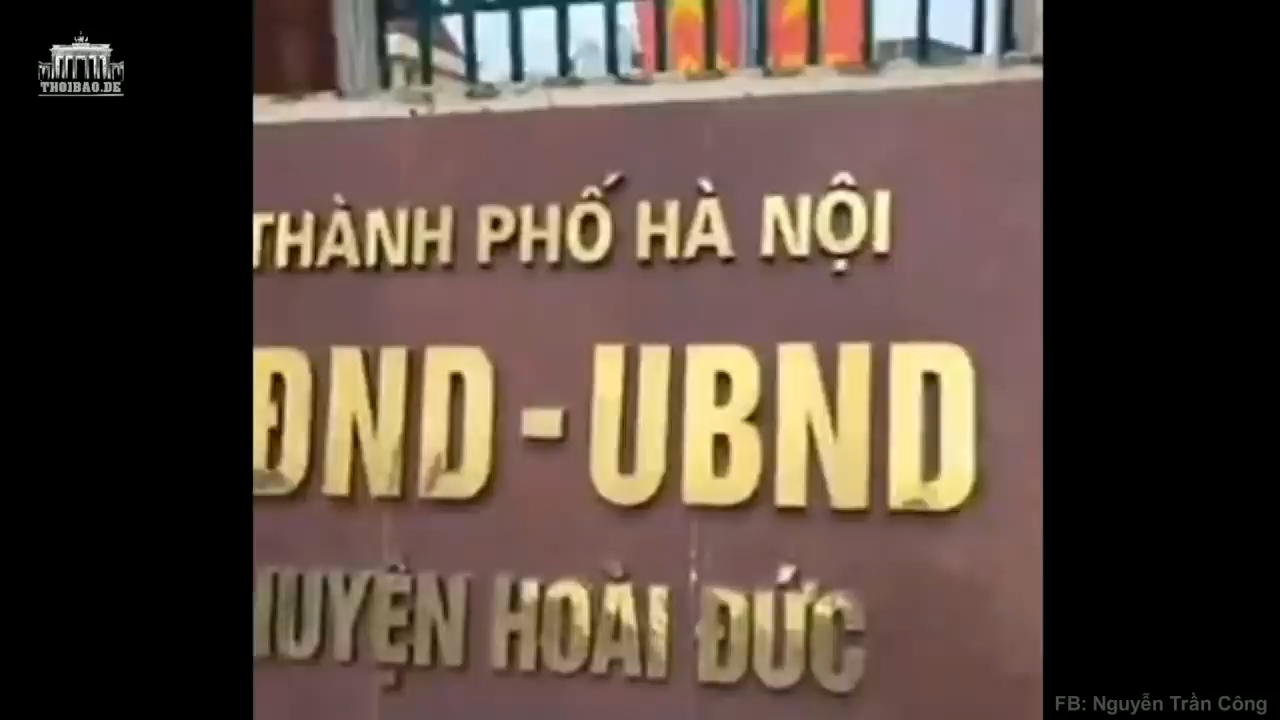 THOIBAO.DE
THÀNH PHỐ HÀ NỘI
ĐND - UBND
HUYỆN HOÀI ĐỨC
FB: Nguyễn Trần Công